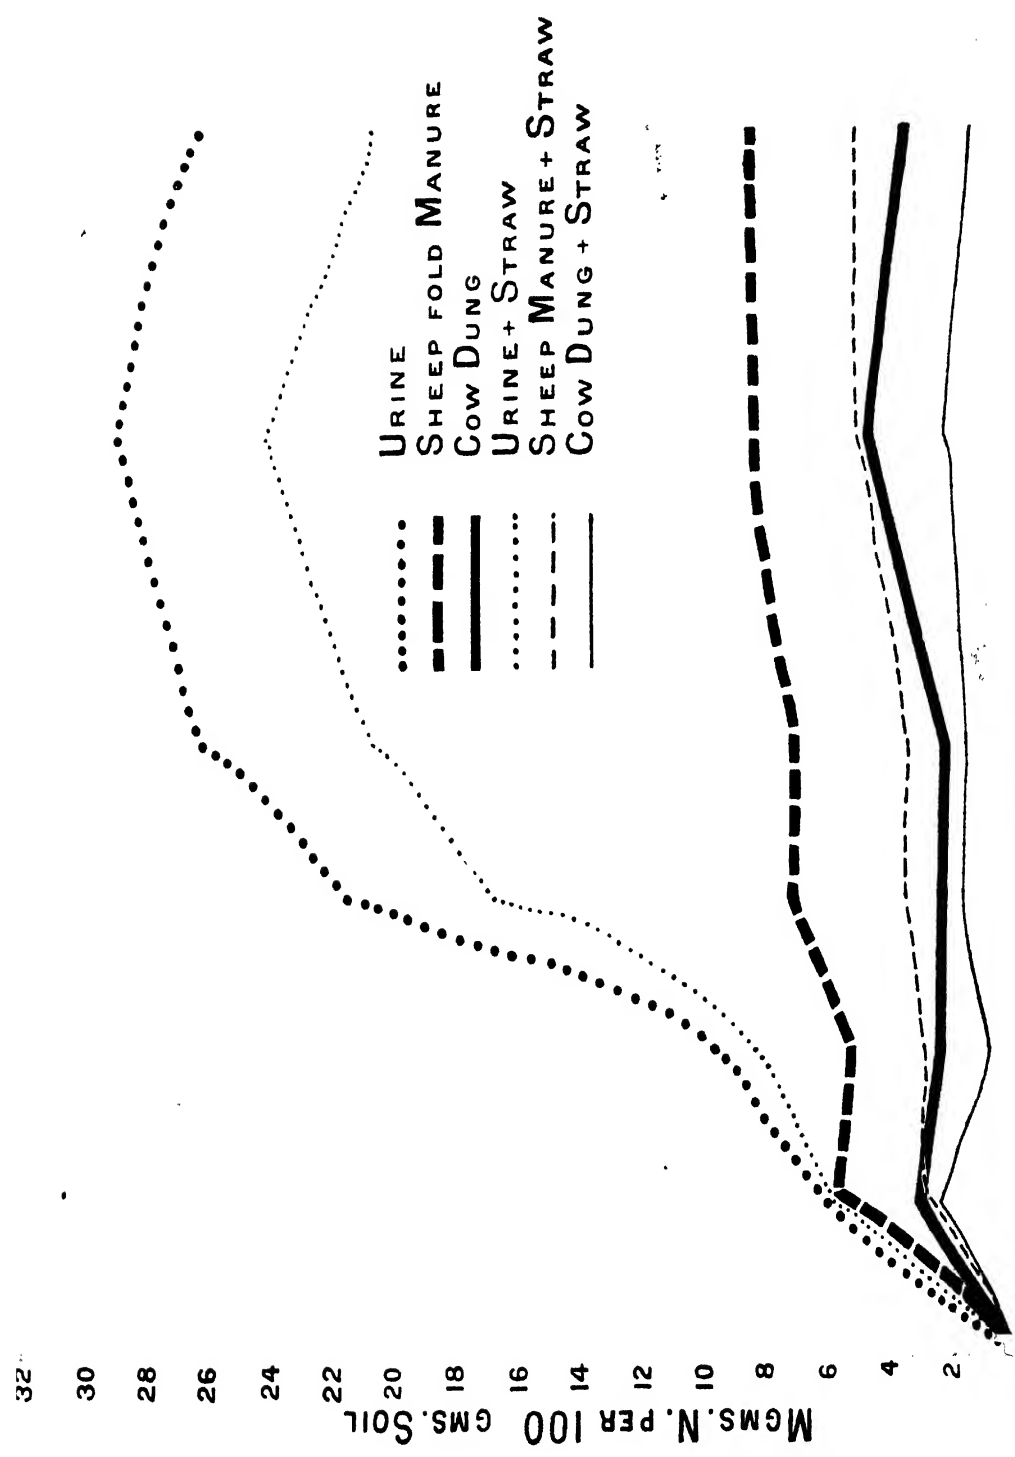 32
30
28
26
24
22
20
18
16
14
12
10
8
6
4
2
MGMS. N. PER 100 GMS. SOIL
URINE
SHEEP FOLD MANURE
COW DUNG
URINE + STRAW
SHEEP MANURE + STRAW
COW DUNG + STRAW